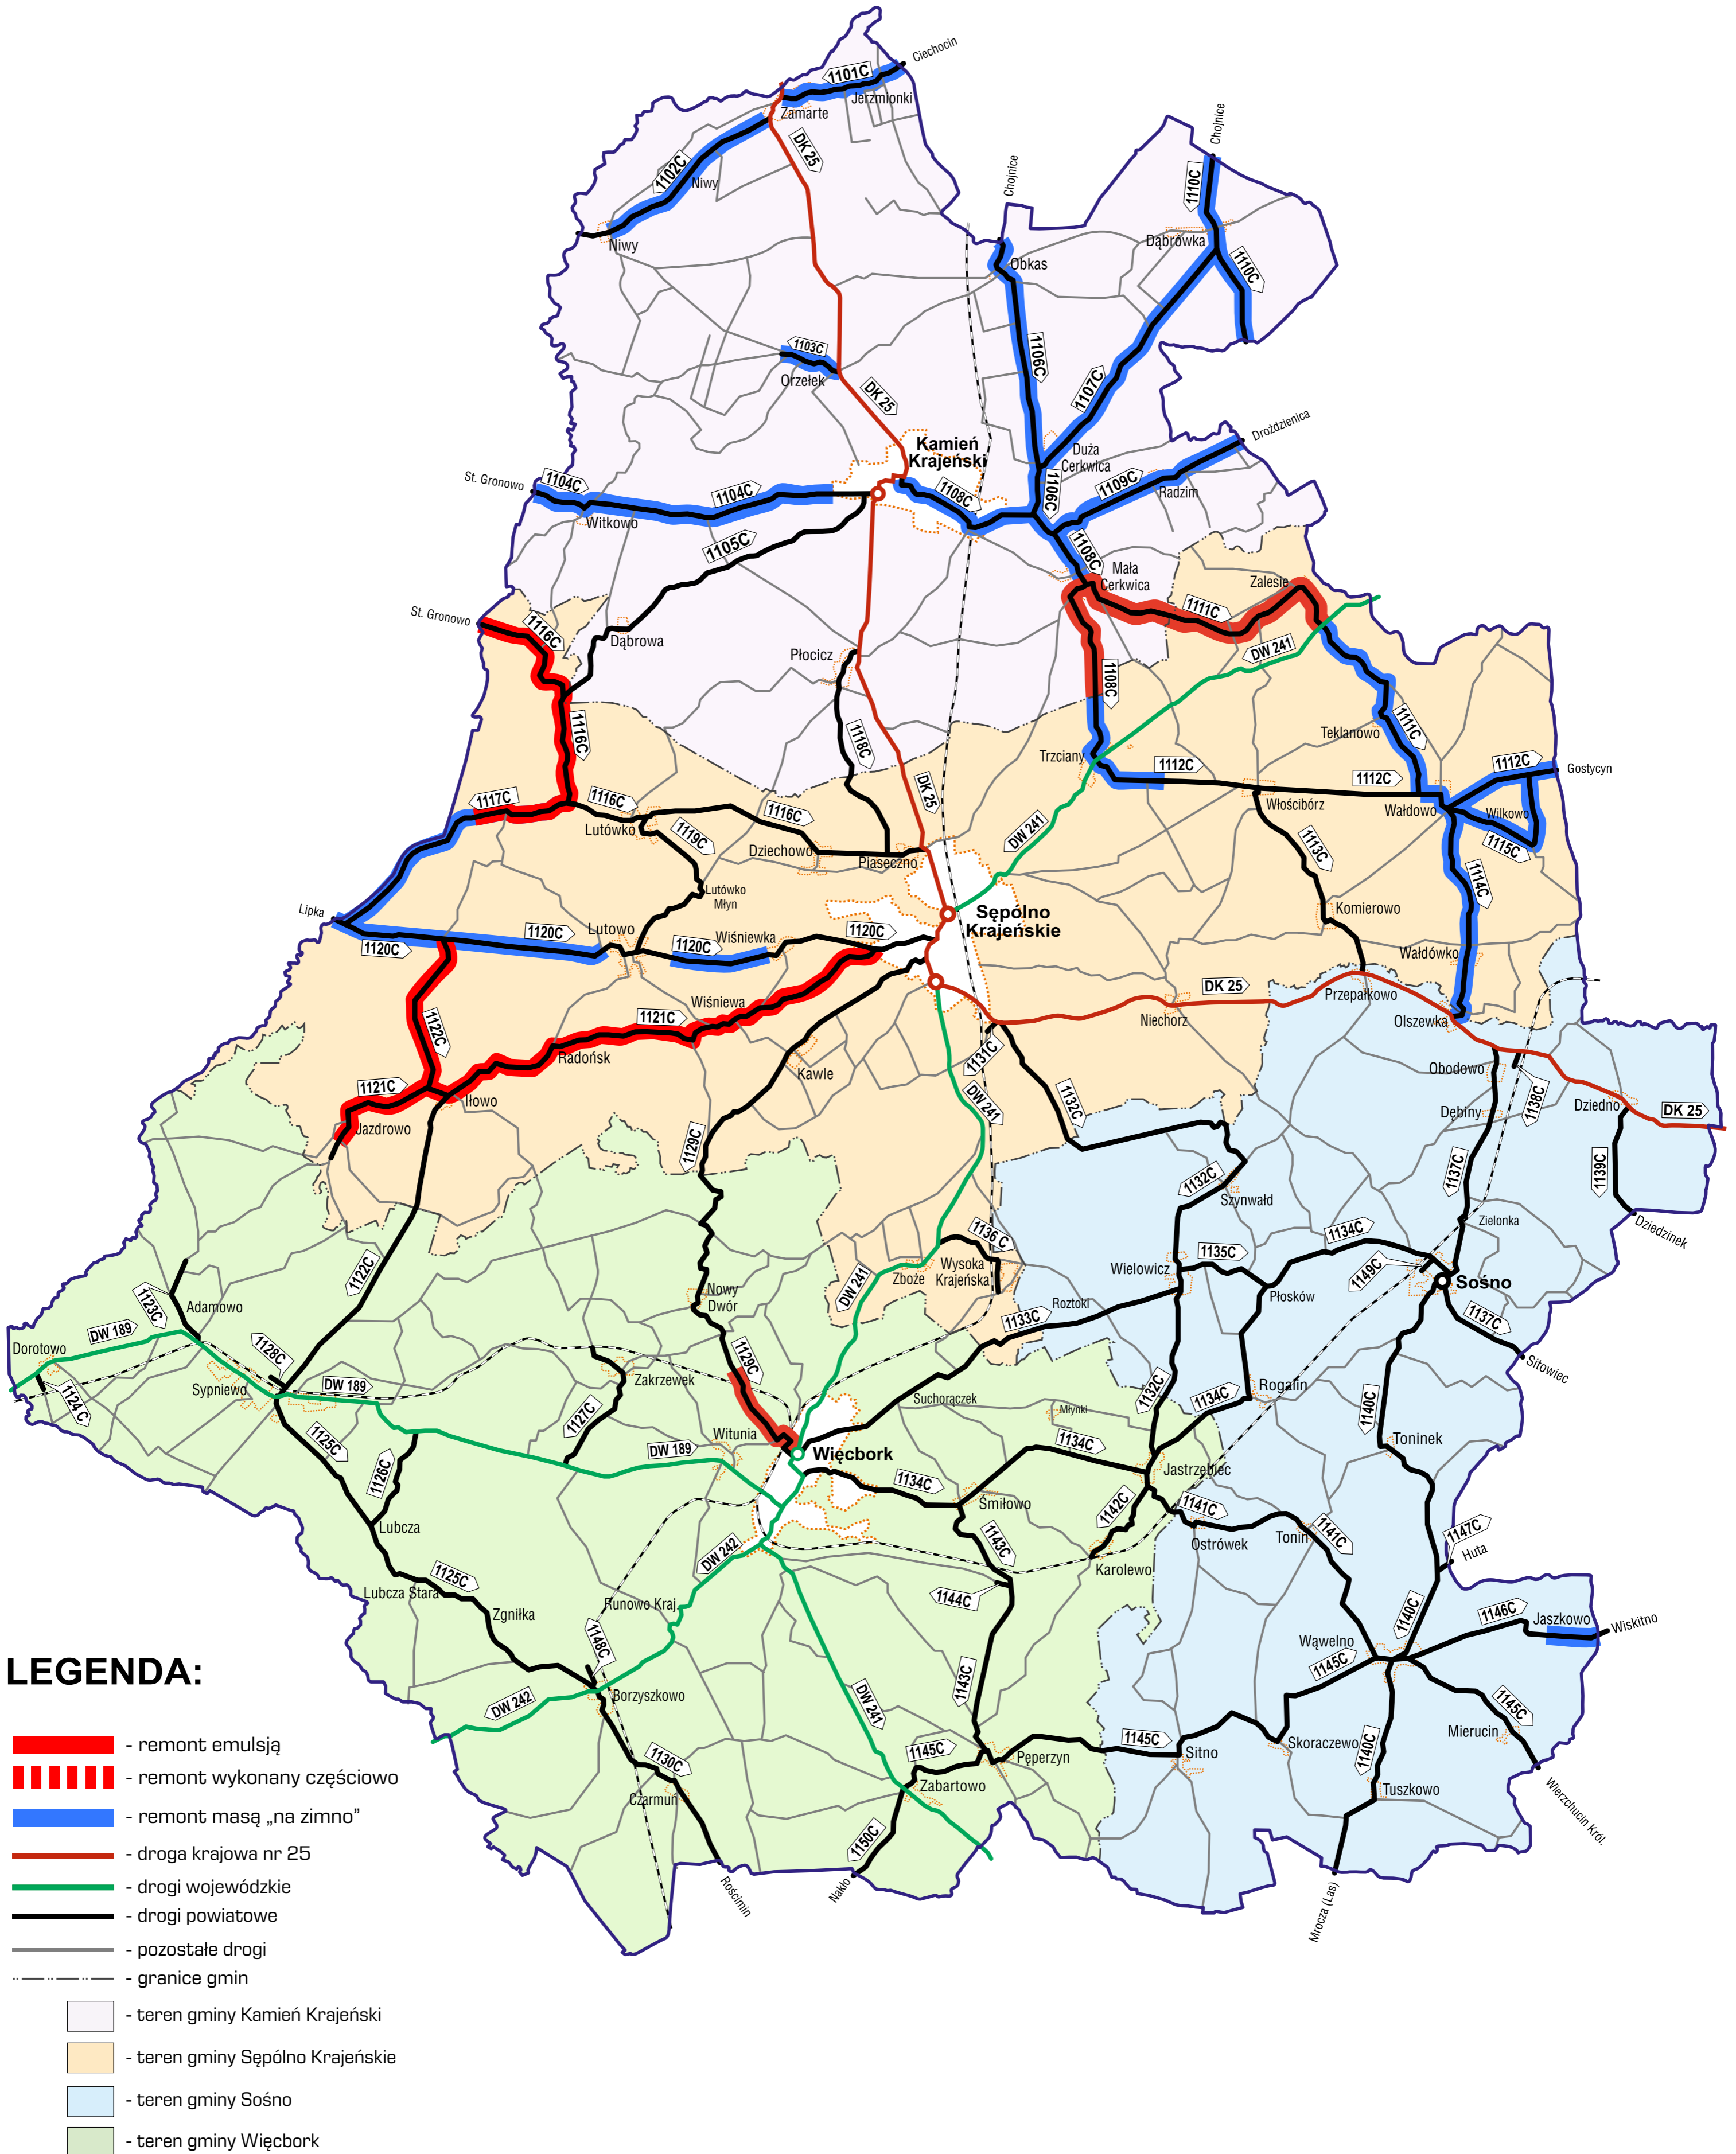 Ciechocin
1101C
Jerzmionki
Zamarte
DK 25
1102C
Niwy
Niwy
Chojnice
Chojnice
1110C
Dąbrówka
1110C
Obkas
1106C
1107C
1103C
Orzełek
DK 25
Kamień
Krajeński
Duża
Cerkwica
Drożdzienica
St. Gronowo
1104C
1104C
Witkowo
1108C
1106C
1109C
Radzim
1105C
1108C
Mała
Cerkwica
Zalesie
1111C
St. Gronowo
1116C
Dąbrowa
Płocicz
DW 241
1108C
1116C
1118C
Teklanowo
1111C
Trzciany
1112C
1112C
1112C
Gostycyn
DK 25
Włościbórz
Wałdowo
Wilkowo
1117C
1116C
1116C
Lutówko
1119C
Dziechowo
Piaseczno
DW 241
1113C
1115C
1114C
Lutówko
Młyn
Lipka
Sępólno
Krajeńskie
Komierowo
1120C
1120C
Lutowo
1120C
Wiśniewka
1120C
Wałdówko
DK 25
Przepałkowo
Wiśniewa
1121C
Niechorz
Olszewka
1122C
Radońsk
Kawle
1131C
Obodowo
1138C
1121C
Iłowo
1132C
DW 241
Dębiny
Dziedno
DK 25
Jazdrowo
1129C
1137C
1139C
1132C
Szynwałd
Zielonka
Dziedzinek
1136 C
1134C
1135C
Wysoka
Krajeńska
Zboże
Wielowicz
1149C
Sośno
1122C
DW 241
Nowy
Dwór
Roztoki
Płosków
1123C
Adamowo
1133C
1137C
DW 189
Dorotowo
1128C
1129C
Sitowiec
Sypniewo
DW 189
Zakrzewek
Rogalin
1124 C
Suchorączek
1132C
1134C
1140C
Młynki
1127C
1125C
Witunia
DW 189
Więcbork
1134C
Toninek
1126C
1134C
Jastrzębiec
Śmiłowo
1142C
1141C
Lubcza
1141C
Tonin
Ostrówek
1147C
Huta
1143C
DW 242
Karolewo
1125C
Lubcza Stara
1144C
Zgniłka
Runowo Kraj.
1140C
1146C
Jaszkowo
Wiskitno
1148C
Wąwelno
1145C
LEGENDA:
1143C
Borzyszkowo
DW 242
DW 241
1145C
Mierucin
- remont emulsją
1145C
Skoraczewo
1130C
1145C
Pęperzyn
Sitno
1140C
- remont wykonany częściowo
Zabartowo
Tuszkowo
Czarmuń
Wierzchucin Król.
- remont masą „na zimno”
1150C
- droga krajowa nr 25
Nakło
Rościmin
Mrocza (Las)
- drogi wojewódzkie
- drogi powiatowe
- pozostałe drogi
- granice gmin
- teren gminy Kamień Krajeński
- teren gminy Sępólno Krajeńskie
- teren gminy Sośno
- teren gminy Więcbork